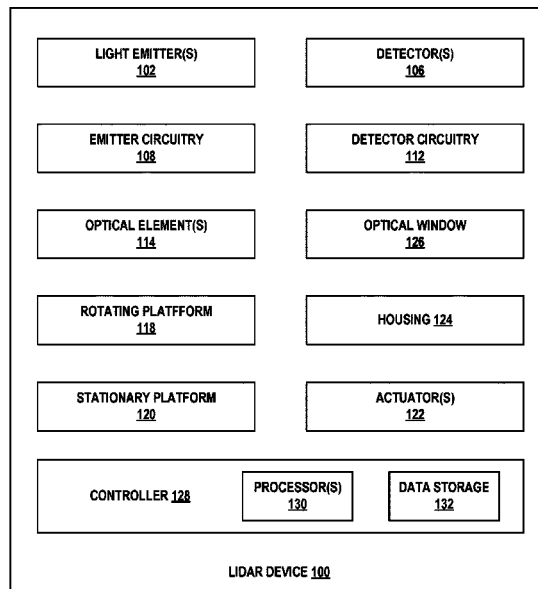 LIGHT EMITTER(S)
102
DETECTOR(S)
106
EMITTER CIRCUITRY
108
DETECTOR CIRCUITRY
112
OPTICAL ELEMENT(S)
114
OPTICAL WINDOW
126
ROTATING PLATFFORM
118
HOUSING 124
STATIONARY PLATFORM
120
ACTUATOR(S)
122
CONTROLLER 128
PROCESSOR(S)
130
DATA STORAGE
132
LIDAR DEVICE 100